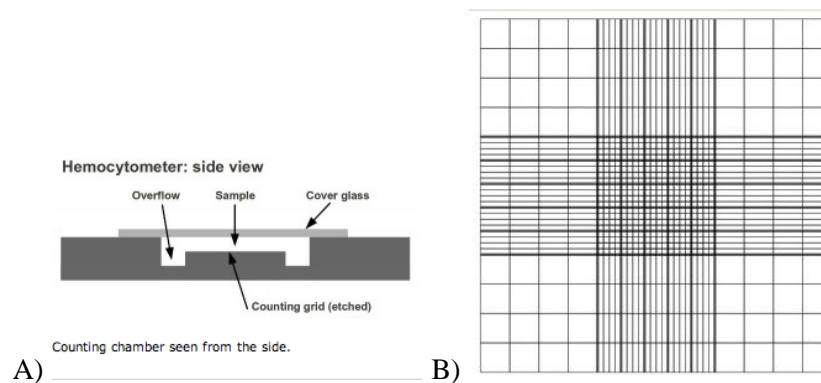 Hemocytometer: side view
Overflow
Sample
Cover glass
Counting grid (etched)
Counting chamber seen from the side.
A)
B)